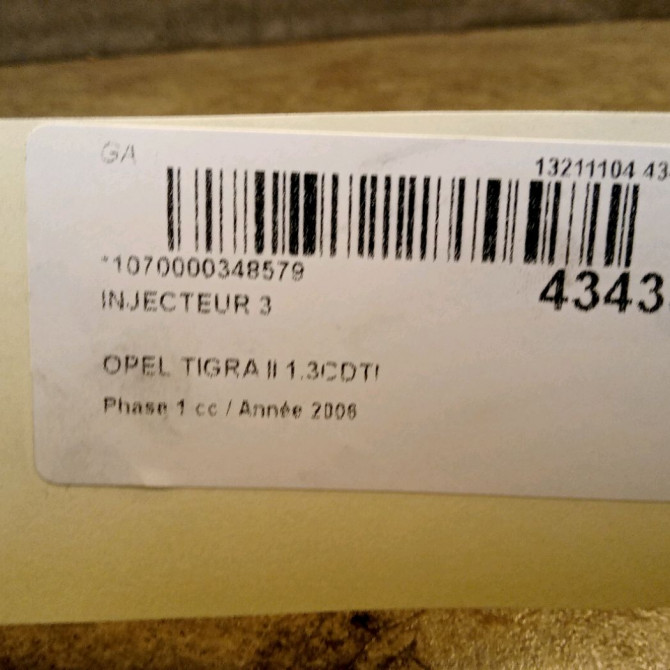 GA
13211104 43
*1070000348579
4343
INJECTEUR 3
OPEL TIGRA II 1.3CDTI
Phase 1 cc / Année 2006